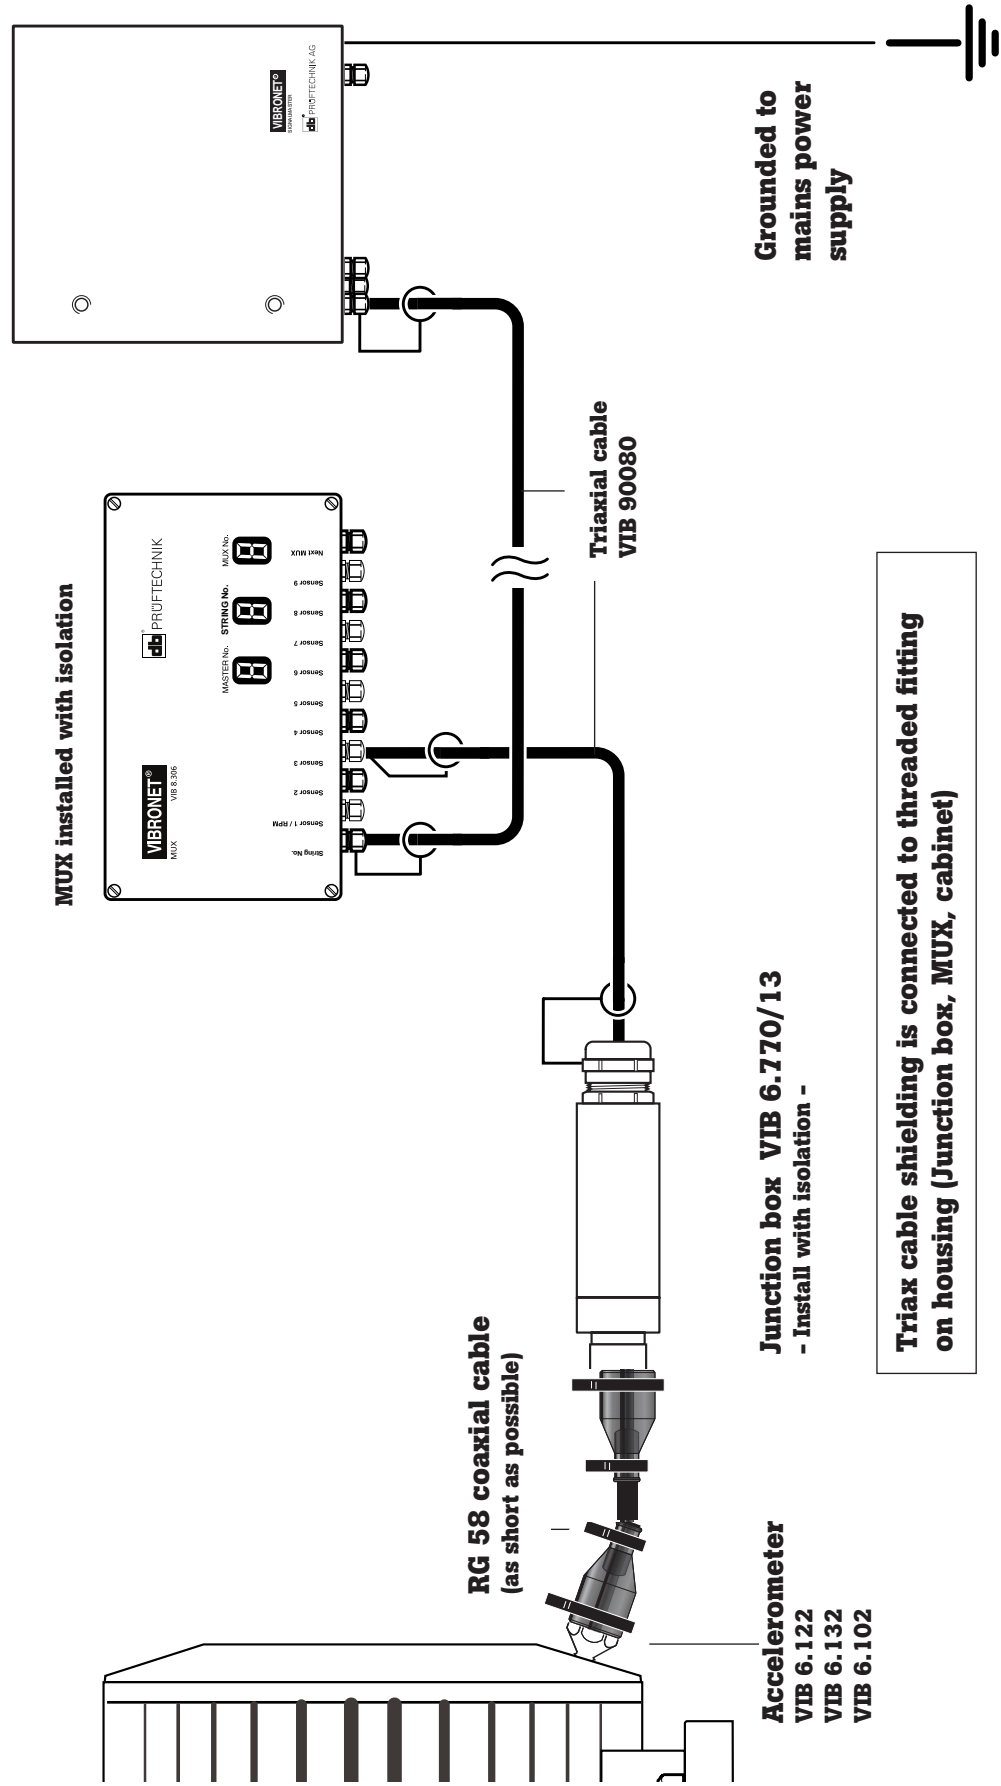 MUX installed with isolation
VIBRONET®
MUX
VIB 8.306
db® PRÜFTECHNIK
MASTER No.
STRING No.
MUX No.
String No.
Sensor 1 / RPM
Sensor 2
Sensor 3
Sensor 4
Sensor 5
Sensor 6
Sensor 7
Sensor 8
Sensor 9
Next MUX
VIBRONET®
SIGNALMASTER
db® PRÜFTECHNIK AG
RG 58 coaxial cable
(as short as possible)
Triaxial cable
VIB 90080
Grounded to
mains power
supply
Accelerometer
VIB 6.122
VIB 6.132
VIB 6.102
Junction box VIB 6.770/13
- Install with isolation -
Triax cable shielding is connected to threaded fitting
on housing (Junction box, MUX, cabinet)